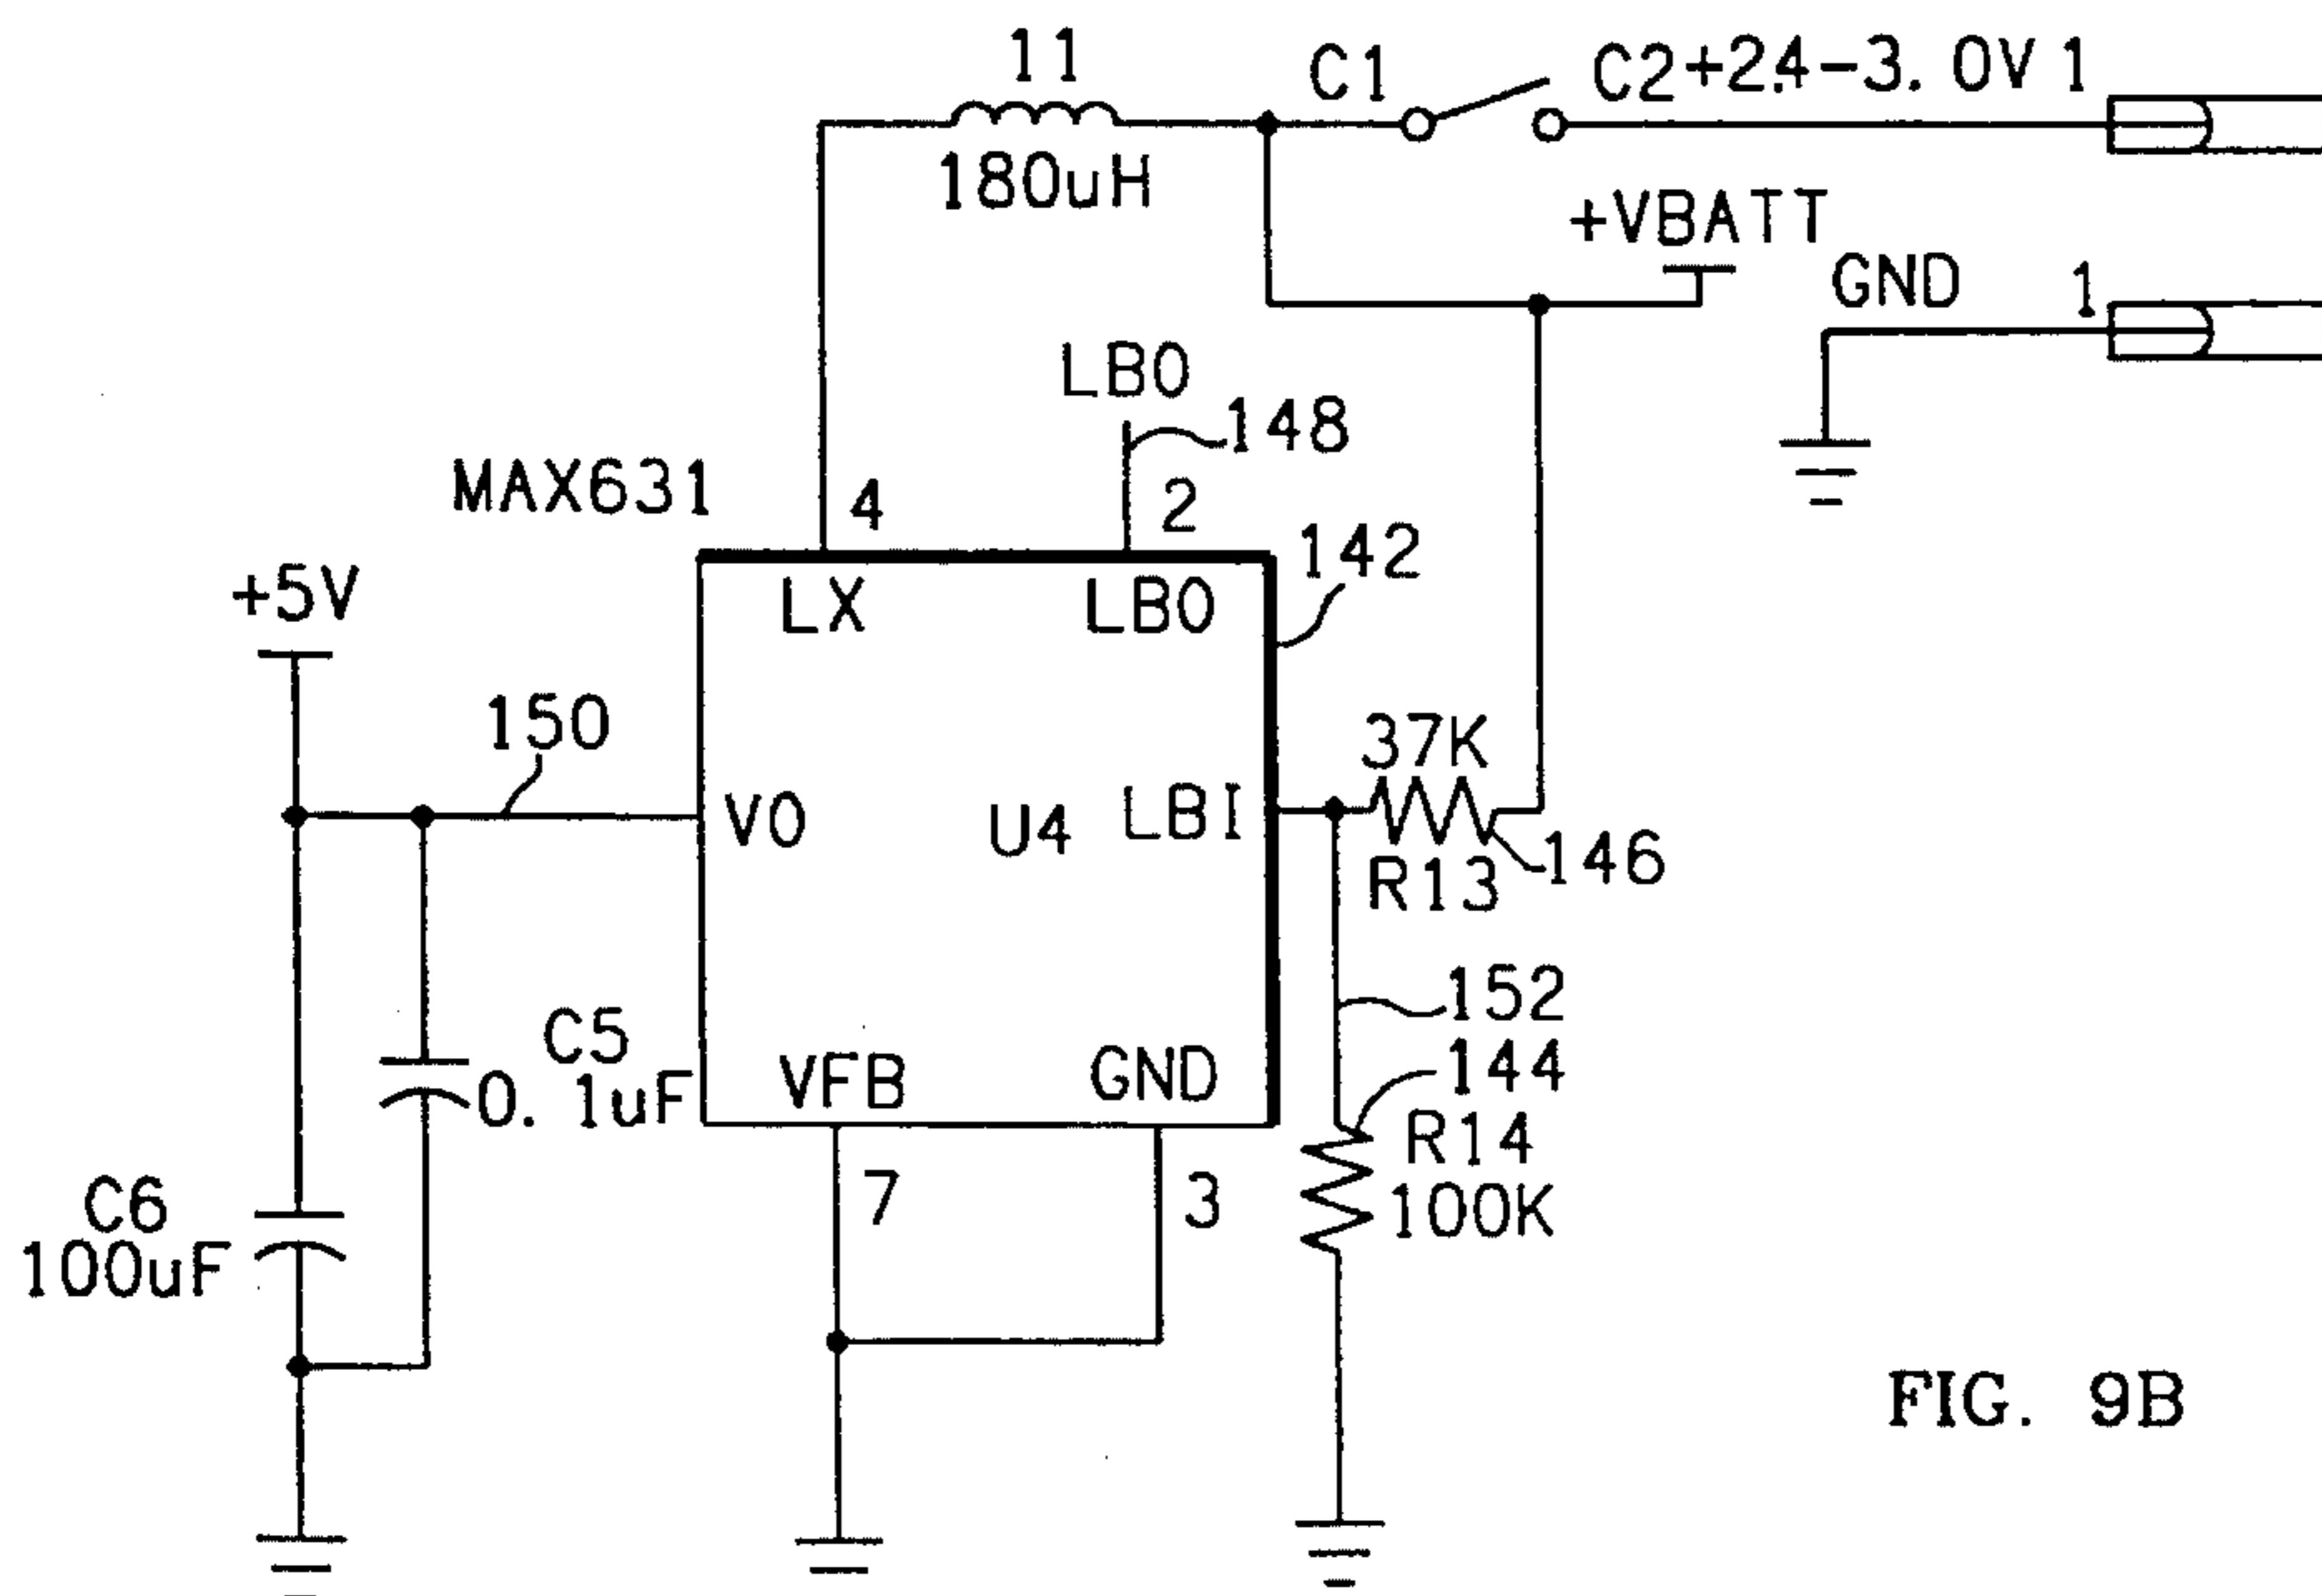 11
C1
C2
+2.4-3.0V
1
180uH
+VBATT
GND
1
LBO
148
MAX631
4
2
142
+5V
LX
LBO
150
37K
VO
U4
LBI
146
R13
152
C5
0.1uF
VFB
GND
144
R14
100K
C6
100uF
7
3
FIG. 9B